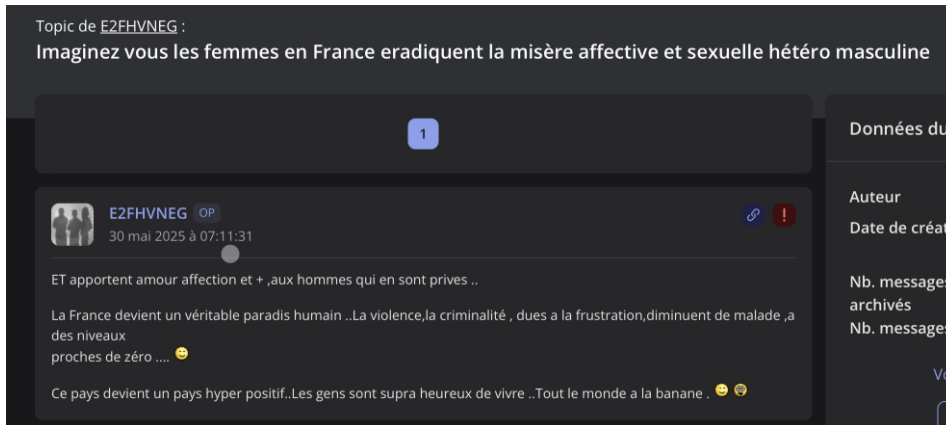 Topic de E2FHVNEG :
Imaginez vous les femmes en France eradiquent la misère affective et sexuelle hétéro masculine
1
E2FHVNEG OP
30 mai 2025 à 07:11:31
ET apportent amour affection et + ,aux hommes qui en sont prives ..
La France devient un véritable paradis humain ..La violence,la criminalité , dues a la frustration,diminuent de malade ,a
des niveaux
proches de zéro ....
Ce pays devient un pays hyper positif..Les gens sont supra heureux de vivre ..Tout le monde a la banane .
Données du
Auteur
Date de créa
Nb. messages
archivés
Nb. messages